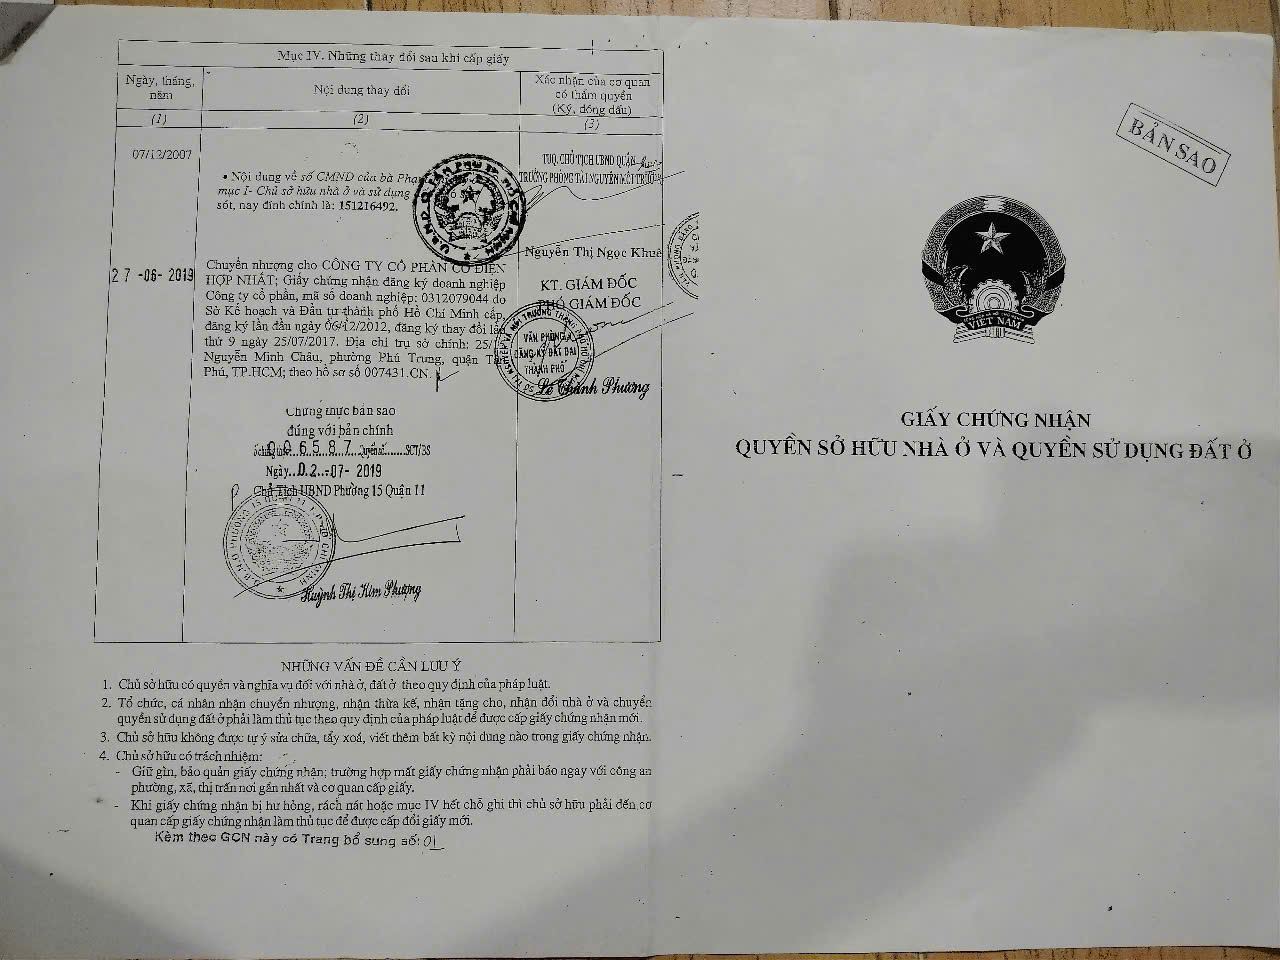 Mục IV. Những thay đổi sau khi cấp giấy
Ngày, tháng, năm
Nội dung thay đổi
Xác nhận của cơ quan
có thẩm quyền
(Ký, đóng dấu)
(1)
(2)
(3)
07/12/2007
• Nội dung về số CMND của bà
mục I- Chủ sở hữu nhà ở và sử dụng
sót, nay đính chính là: 151216492.
TUQ. CHỦ TỊCH UBND QUẬN
TRƯỞNG PHÒNG TÀI NGUYÊN MÔI TRƯỜNG
Nguyễn Thị Ngọc Khuê
27-06-2019
Chuyển nhượng cho CÔNG TY CỔ PHẦN CƠ ĐIỆN
HỢP NHẤT; Giấy chứng nhận đăng ký doanh nghiệp
Công ty cổ phần, mã số doanh nghiệp: 0312079044 do
Sở Kế hoạch và Đầu tư thành phố Hồ Chí Minh cấp,
đăng ký lần đầu ngày 06/12/2012, đăng ký thay đổi lần
thứ 9 ngày 25/07/2017. Địa chỉ trụ sở chính:
Nguyễn Minh Châu, phường Phú Trung, quận Tân
Phú, TP.HCM; theo hồ sơ số 007431.CN.
KT. GIÁM ĐỐC
PHÓ GIÁM ĐỐC
VĂN PHÒNG
ĐĂNG KÝ ĐẤT ĐAI
THÀNH PHỐ
Lê Thành Phương
Chứng thực bản sao
đúng với bản chính
006587 Quyển số.......SCT/BS
Ngày...02-07-2019
Chủ Tịch UBND Phường 15 Quận 11
Huỳnh Thị Kim Phượng
NHỮNG VẤN ĐỀ CẦN LƯU Ý
1. Chủ sở hữu có quyền và nghĩa vụ đối với nhà ở, đất ở theo quy định của pháp luật.
2. Tổ chức, cá nhân nhận chuyển nhượng, nhận thừa kế, nhận tặng cho, nhận đổi nhà ở và chuyển
quyền sử dụng đất ở phải làm thủ tục theo quy định của pháp luật để được cấp giấy chứng nhận mới.
3. Chủ sở hữu không được tự ý sửa chữa, tẩy xoá, viết thêm bất kỳ nội dung nào trong giấy chứng nhận.
4. Chủ sở hữu có trách nhiệm:
- Giữ gìn, bảo quản giấy chứng nhận; trường hợp mất giấy chứng nhận phải báo ngay với công an
phường, xã, thị trấn nơi gần nhất và cơ quan cấp giấy.
- Khi giấy chứng nhận bị hư hỏng, rách nát hoặc mục IV hết chỗ ghi thì chủ sở hữu phải đến cơ
quan cấp giấy chứng nhận làm thủ tục để được cấp đổi giấy mới.
Kèm theo GCN này có Trang bổ sung số: 01
BẢN SAO
VIỆT NAM
GIẤY CHỨNG NHẬN
QUYỀN SỞ HỮU NHÀ Ở VÀ QUYỀN SỬ DỤNG ĐẤT Ở